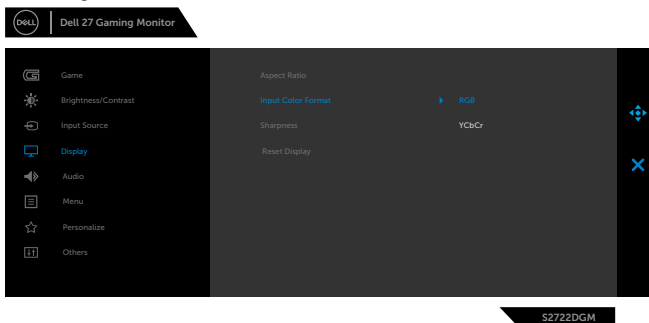 DELL
Dell 27 Gaming Monitor
Game
Aspect Ratio
Brightness/Contrast
Input Color Format
RGB
Input Source
Sharpness
YCbCr
Display
Reset Display
Audio
Menu
Personalize
Others
S2722DGM